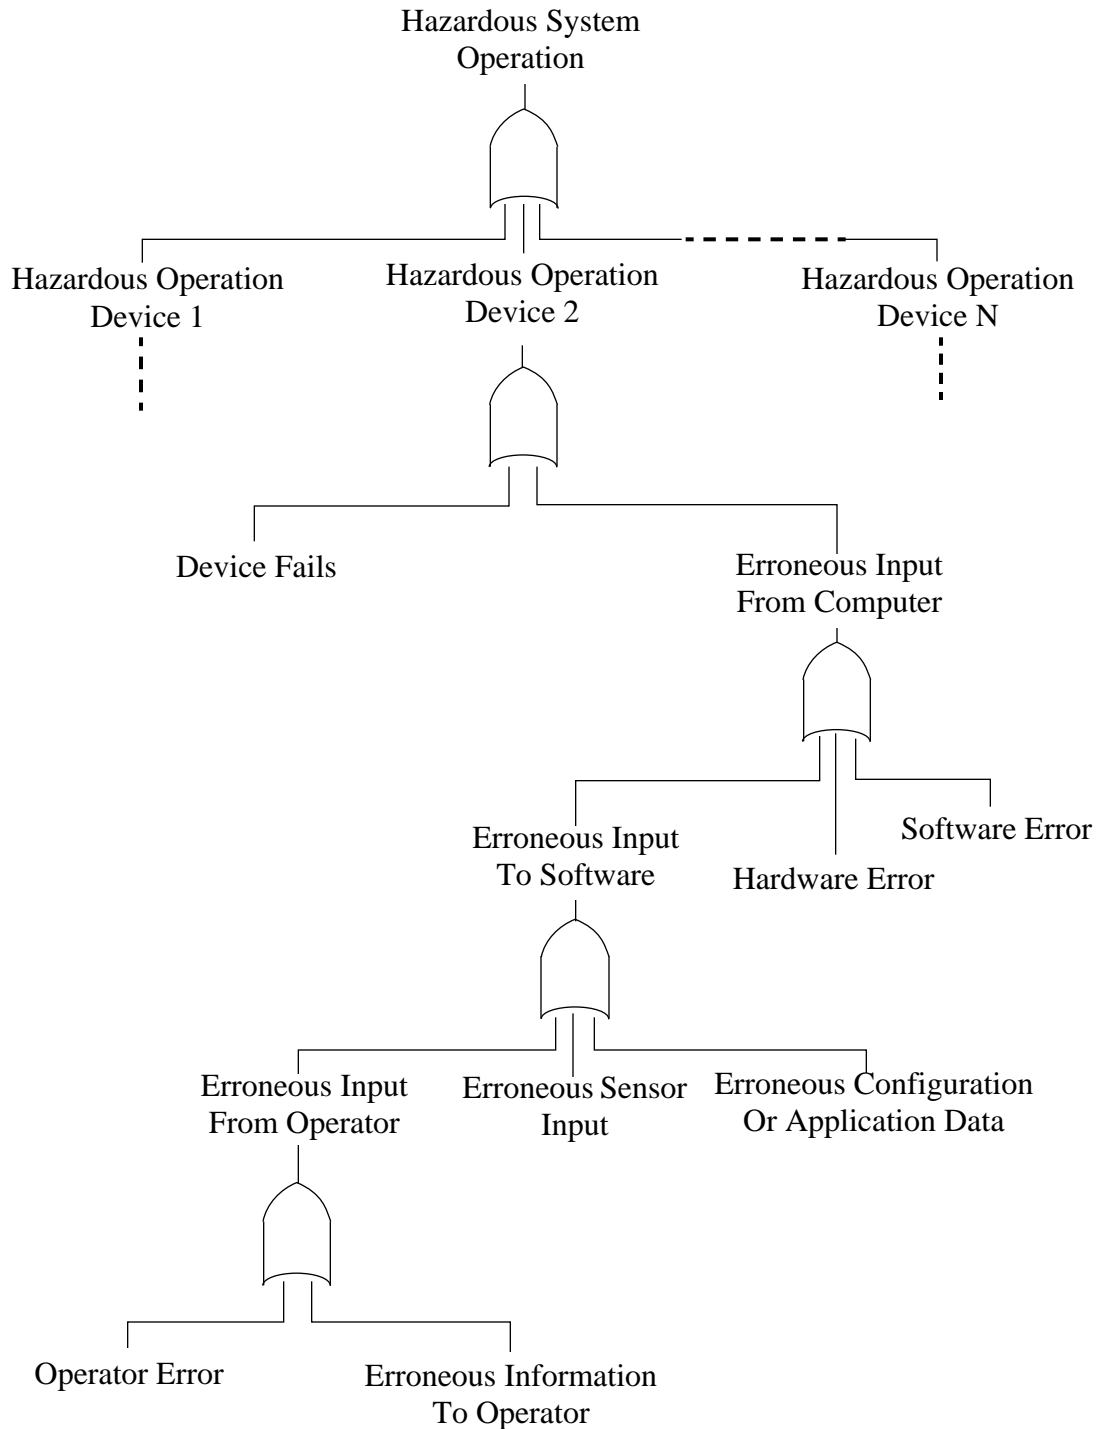 Hazardous System
Operation
Hazardous Operation
Device 1
Hazardous Operation
Device 2
Hazardous Operation
Device N
Device Fails
Erroneous Input
From Computer
Erroneous Input
To Software
Hardware Error
Software Error
Erroneous Input
From Operator
Erroneous Sensor
Input
Erroneous Configuration
Or Application Data
Operator Error
Erroneous Information
To Operator